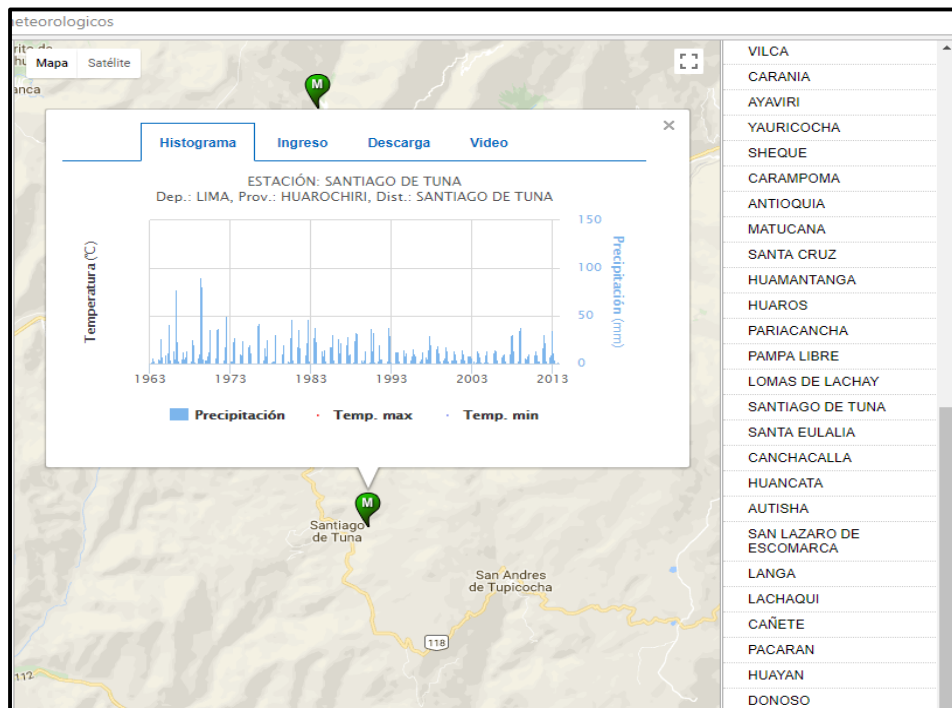 neteorologicos
Mapa
Satélite
anca
M
Histograma Ingreso Descarga Video
×
ESTACIÓN: SANTIAGO DE TUNA
Dep.: LIMA, Prov.: HUAROCHIRI, Dist.: SANTIAGO DE TUNA
Temperatura (℃)
150
100
50
0
Precipitación (mm)
1963 1973 1983 1993 2003 2013
Precipitación Temp. max Temp. min
M
Santiago
de Tuna
San Andres
de Tupicocha
118
112
VILCA
CARANIA
AYAVIRI
YAURICOCHA
SHEQUE
CARAMPOMA
ANTIOQUIA
MATUCANA
SANTA CRUZ
HUAMANTANGA
HUAROS
PARIACANCHA
PAMPA LIBRE
LOMAS DE LACHAY
SANTIAGO DE TUNA
SANTA EULALIA
CANCHACALLA
HUANCATA
AUTISHA
SAN LAZARO DE
ESCOMARCA
LANGA
LACHAQUI
CAÑETE
PACARAN
HUAYAN
DONOSO